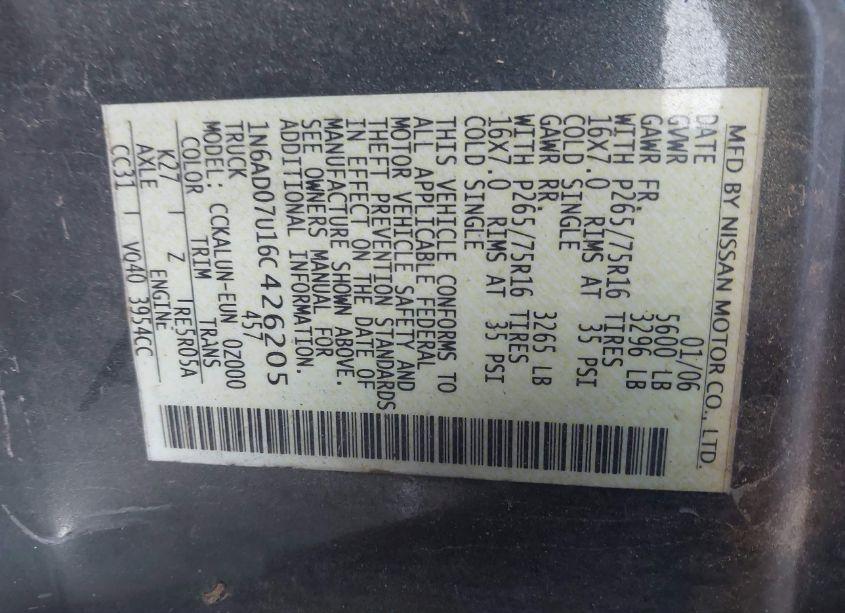 MFD BY NISSAN MOTOR CO., LTD.
DATE 01/06
GVWR 5600 LB
GAWR FR. 3296 LB
WITH P265/75R16 TIRES
16X7.0 RIMS AT 35 PSI
COLD SINGLE
GAWR RR. 3265 LB
WITH P265/75R16 TIRES
16X7.0 RIMS AT 35 PSI
COLD SINGLE
THIS VEHICLE CONFORMS TO
ALL APPLICABLE FEDERAL
MOTOR VEHICLE SAFETY AND
THEFT PREVENTION STANDARDS
IN EFFECT ON THE DATE OF
MANUFACTURE SHOWN ABOVE.
SEE OWNERS MANUAL FOR
ADDITIONAL INFORMATION.
1N6AD07U16C426205
TRUCK 457
MODEL: CCKALUN-EUN 0Z000
COLOR TRIM TRANS
K27 | Z | RE5R05A
AXLE ENGINE
CC31 | VQ40 3954CC